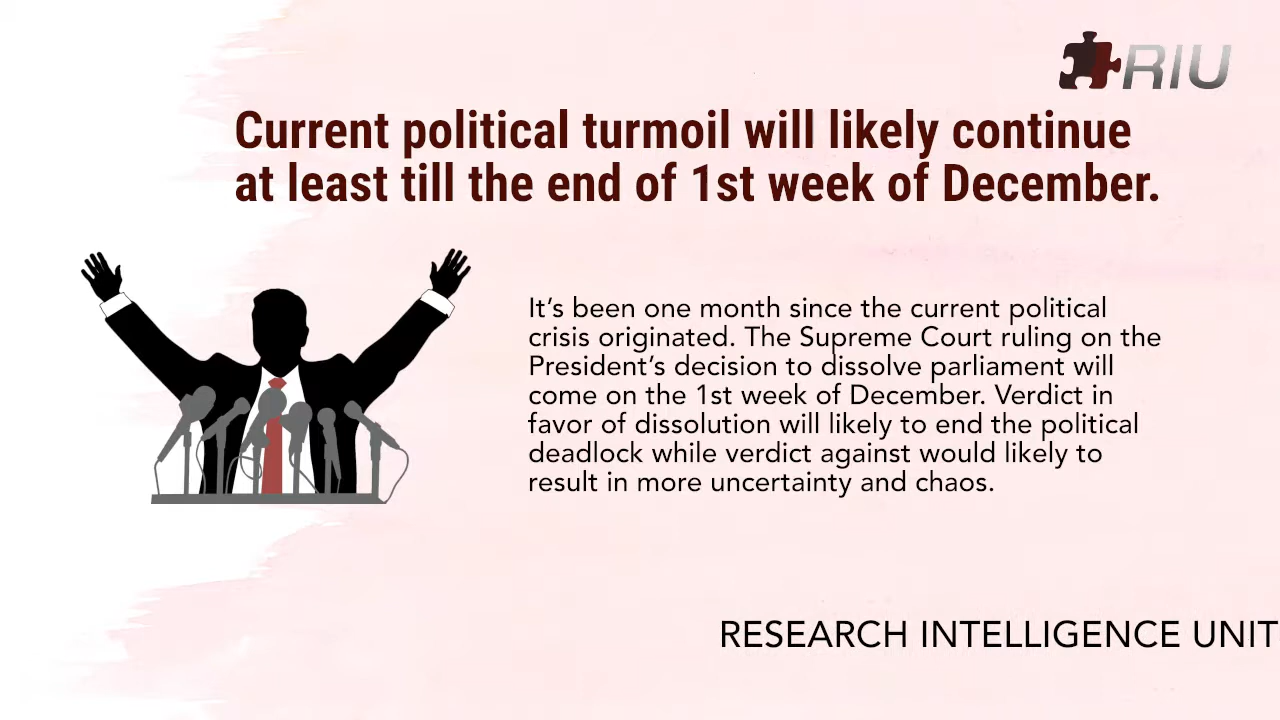 RIU
Current political turmoil will likely continue
at least till the end of 1st week of December.
It’s been one month since the current political
crisis originated. The Supreme Court ruling on the
President’s decision to dissolve parliament will
come on the 1st week of December. Verdict in
favor of dissolution will likely to end the political
deadlock while verdict against would likely to
result in more uncertainty and chaos.
RESEARCH INTELLIGENCE UNIT